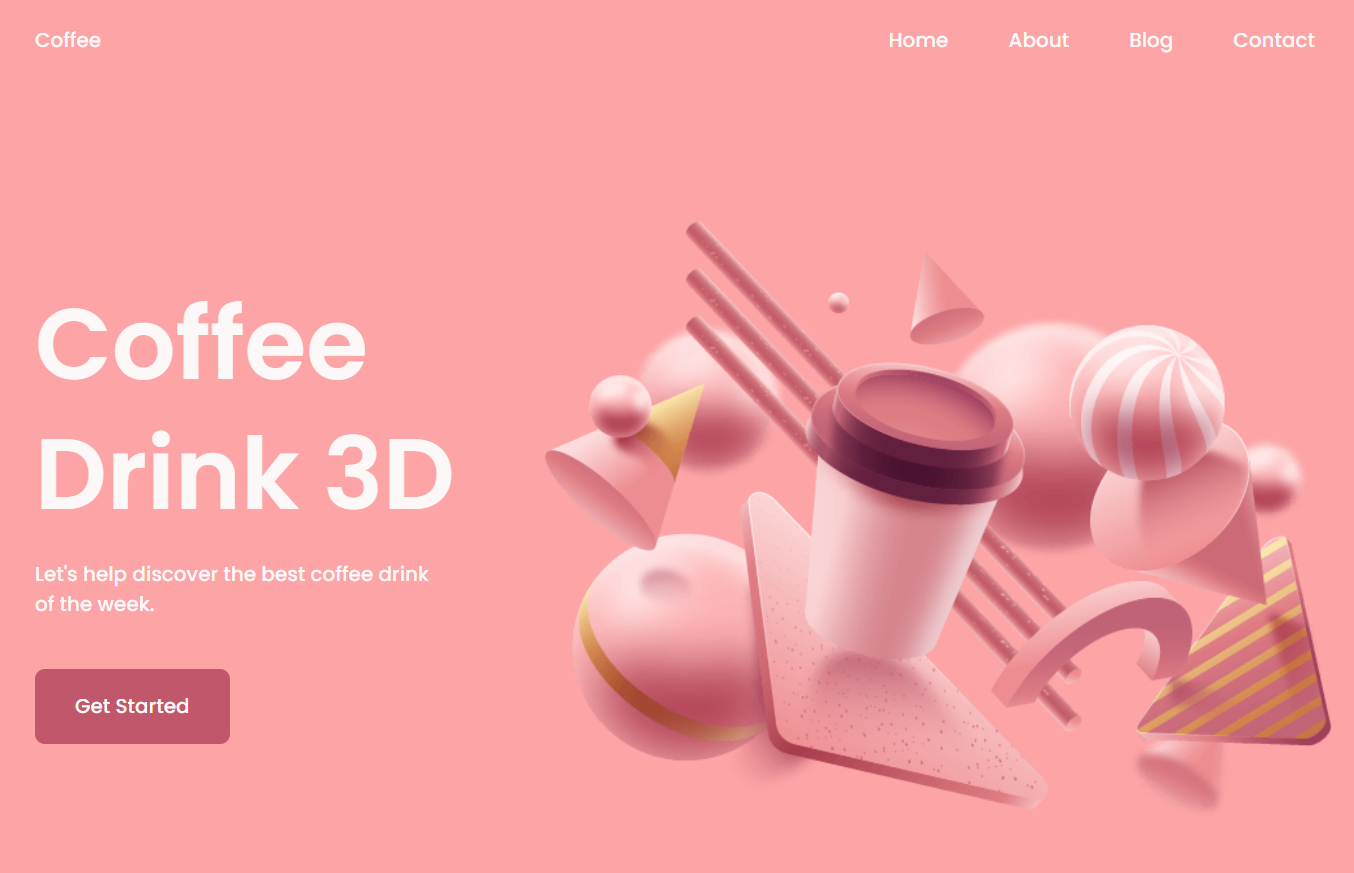 Coffee
Home About Blog Contact
Coffee
Drink 3D
Let's help discover the best coffee drink
of the week.
Get Started